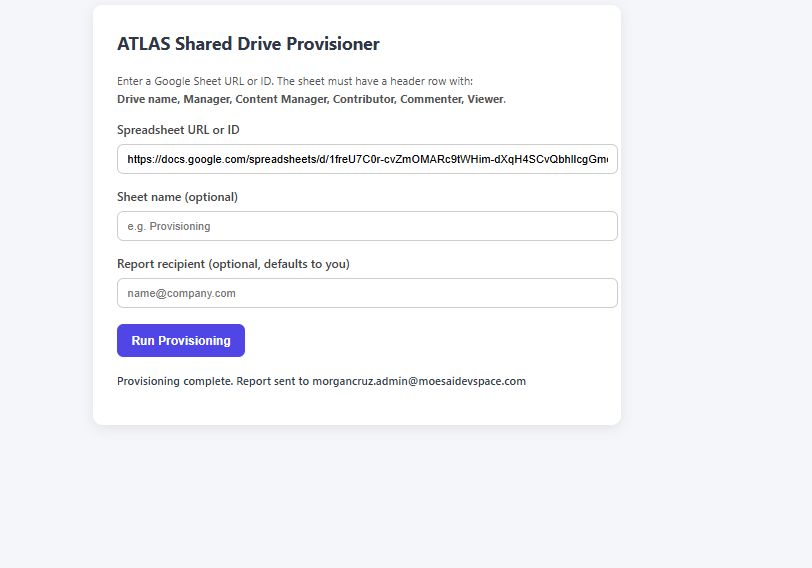 ATLAS Shared Drive Provisioner
Enter a Google Sheet URL or ID. The sheet must have a header row with:
Drive name, Manager, Content Manager, Contributor, Commenter, Viewer.
Spreadsheet URL or ID
https://docs.google.com/spreadsheets/d/1freU7C0r-cvZmOMARc9tWHim-dXqH4SCvQbhlIcgGm
Sheet name (optional)
e.g. Provisioning
Report recipient (optional, defaults to you)
name@company.com
Run Provisioning
Provisioning complete. Report sent to morgancruz.admin@moesaidevspace.com